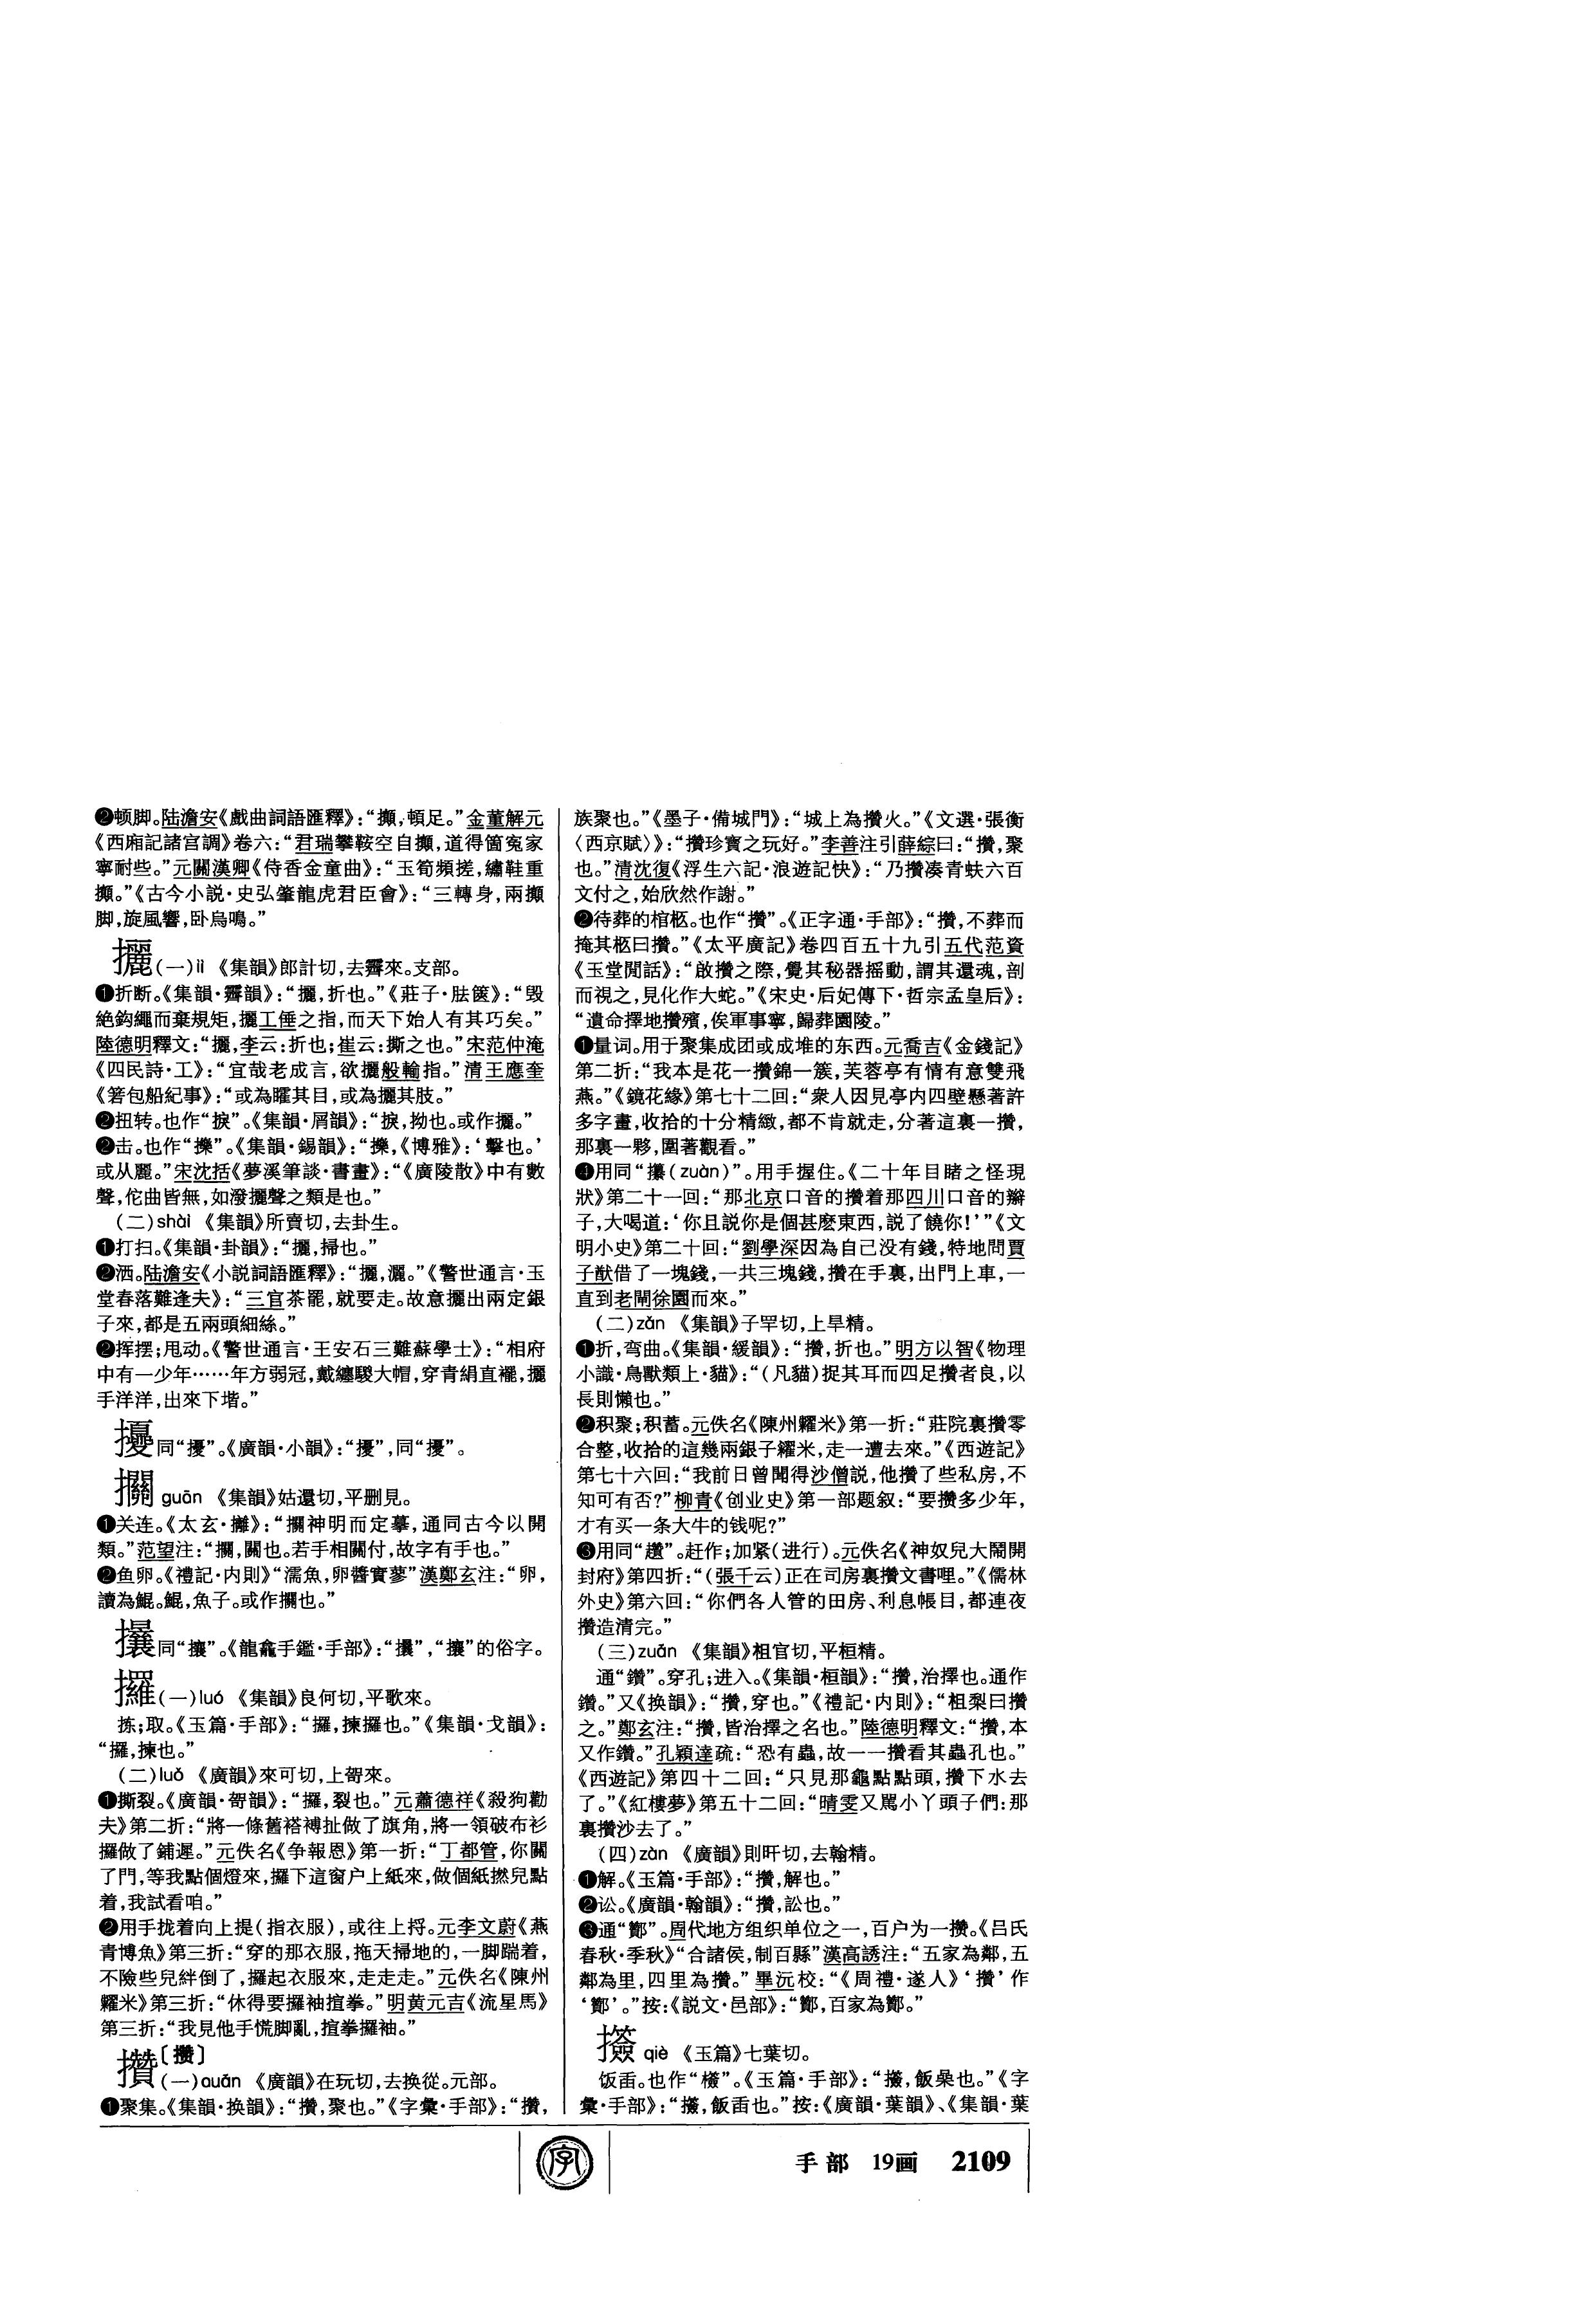 ❷顿脚。陆澹安《戲曲詞語匯釋》：“攧，頓足。”金董解元
《西廂記諸宫調》卷六：“君瑞攀鞍空自攧，道得箇寃家
寧耐些。”元關漢卿《侍香金童曲》：“玉筍頻搓，繡鞋重
攧。”《古今小説·史弘肇龍虎君臣會》：“三轉身，兩攧
脚，旋風響，卧烏鳴。”
攦(一)lì 《集韻》郎計切，去霽來。支部。
❶折断。《集韻·霽韻》：“攦，折也。”《莊子·胠篋》：“毁
絶鈎繩而棄規矩，攦工倕之指，而天下始人有其巧矣。”
陸德明釋文：“攦，李云：折也；崔云：撕之也。”宋范仲淹
《四民詩·工》：“宜哉老成言，欲攦般輸指。”清王應奎
《箬包船紀事》：“或為矐其目，或為攦其肢。”
❷扭转。也作“捩”。《集韻·屑韻》：“捩，拗也。或作攦。”
❷击。也作“擽”。《集韻·錫韻》：“擽，《博雅》：‘擊也。’
或从麗。”宋沈括《夢溪筆談·書畫》：“《廣陵散》中有數
聲，佗曲皆無，如潑攦聲之類是也。”
(二)shài 《集韻》所賣切，去卦生。
❶打扫。《集韻·卦韻》：“攦，掃也。”
❷洒。陆澹安《小説詞語匯釋》：“攦，灑。”《警世通言·玉
堂春落難逢夫》：“三官茶罷，就要走。故意攦出兩定銀
子來，都是五兩頭細絲。”
❷挥摆；甩动。《警世通言·王安石三難蘇學士》：“相府
中有一少年……年方弱冠，戴纏騣大帽，穿青絹直襬，攦
手洋洋，出來下堦。”
同“擾”。《廣韻·小韻》：“擾”，同“擾”。
擱 guān 《集韻》姑還切，平删見。
❶关连。《太玄·攡》：“擱神明而定摹，通同古今以開
類。”范望注：“擱，關也。若手相關付，故字有手也。”
❷鱼卵。《禮記·内則》“濡魚，卵醬實蓼”漢鄭玄注：“卵，
讀為鯤。鯤，魚子。或作擱也。”
同“攘”。《龍龕手鑑·手部》：“”，“攘”的俗字。
攞(一)luó 《集韻》良何切，平歌來。
拣；取。《玉篇·手部》：“攞，揀攞也。”《集韻·戈韻》：
“攞，揀也。”
(二)luǒ 《廣韻》來可切，上哿來。
❶撕裂。《廣韻·哿韻》：“攞，裂也。”元蕭德祥《殺狗勸
夫》第二折：“將一條舊褡膊扯做了旗角，將一領破布衫
攞做了鋪遲。”元佚名《争報恩》第一折：“丁都管，你關
了門，等我點個燈來，攞下這窗户上紙來，做個紙撚兒點
着，我試看咱。”
❷用手拢着向上提(指衣服)，或往上捋。元李文蔚《燕
青博魚》第三折：“穿的那衣服，拖天掃地的，一脚踹着，
不險些兒絆倒了，攞起衣服來，走走走。”元佚名《陳州
糶米》第三折：“休得要攞袖揎拳。”明黄元吉《流星馬》
第三折：“我見他手慌脚亂，揎拳攞袖。”
攢〔攒〕
(一)ɑuán 《廣韻》在玩切，去换從。元部。
❶聚集。《集韻·换韻》：“攢，聚也。”《字彙·手部》：“攢，
族聚也。”《墨子·備城門》：“城上為攢火。”《文選·張衡
〈西京賦〉》：“攢珍寶之玩好。”李善注引薛綜曰：“攢，聚
也。”清沈復《浮生六記·浪遊記快》：“乃攢凑青蚨六百
文付之，始欣然作謝。”
❷待葬的棺柩。也作“攢”。《正字通·手部》：“攢，不葬而
掩其柩曰攢。”《太平廣記》卷四百五十九引五代范資
《玉堂閒話》：“啟攢之際，覺其秘器摇動，謂其還魂，剖
而視之，見化作大蛇。”《宋史·后妃傳下·哲宗孟皇后》：
“遺命擇地攢殯，俟軍事寧，歸葬園陵。”
❶量词。用于聚集成团或成堆的东西。元喬吉《金錢記》
第二折：“我本是花一攢錦一簇，芙蓉亭有情有意雙飛
燕。”《鏡花緣》第七十二回：“衆人因見亭内四壁懸著許
多字畫，收拾的十分精緻，都不肯就走，分著這裏一攢，
那裏一夥，圍著觀看。”
❹用同“攥(zuàn)”。用手握住。《二十年目睹之怪現
狀》第二十一回：“那北京口音的攢着那四川口音的辮
子，大喝道：‘你且説你是個甚麽東西，説了饒你！’”《文
明小史》第二十回：“劉學深因為自己没有錢，特地問賈
子猷借了一塊錢，一共三塊錢，攢在手裏，出門上車，一
直到老閘徐園而來。”
(二)zǎn 《集韻》子罕切，上旱精。
❶折，弯曲。《集韻·緩韻》：“攢，折也。”明方以智《物理
小識·鳥獸類上·貓》：“(凡貓)捉其耳而四足攢者良，以
長則懶也。”
❷积聚；积蓄。元佚名《陳州糶米》第一折：“莊院裏攢零
合整，收拾的這幾兩銀子糴米，走一遭去來。”《西遊記》
第七十六回：“我前日曾聞得沙僧説，他攢了些私房，不
知可有否？”柳青《创业史》第一部题叙：“要攒多少年，
才有买一条大牛的钱呢？”
❸用同“趲”。赶作；加紧(进行)。元佚名《神奴兒大鬧開
封府》第四折：“(張千云)正在司房裏攢文書哩。”《儒林
外史》第六回：“你們各人管的田房、利息帳目，都連夜
攢造清完。”
(三)zuān 《集韻》祖官切，平桓精。
通“鑽”。穿孔；进入。《集韻·桓韻》：“攢，治擇也。通作
鑽。”又《换韻》：“攢，穿也。”《禮記·内則》：“柤棃曰攢
之。”鄭玄注：“攢，皆治擇之名也。”陸德明釋文：“攢，本
又作鑽。”孔穎達疏：“恐有蟲，故一一攢看其蟲孔也。”
《西遊記》第四十二回：“只見那龜點點頭，攢下水去
了。”《紅樓夢》第五十二回：“晴雯又罵小丫頭子們：那
裏攢沙去了。”
(四)zàn 《廣韻》則旰切，去翰精。
❶解。《玉篇·手部》：“攢，解也。”
❷讼。《廣韻·翰韻》：“攢，訟也。”
❸通“酇”。周代地方组织单位之一，百户为一攒。《吕氏
春秋·季秋》“合諸侯，制百縣”漢高誘注：“五家為鄰，五
鄰為里，四里為攢。”畢沅校：“《周禮·遂人》‘攢’作
‘酇’。”按：《説文·邑部》：“酇，百家為酇。”
qiè 《玉篇》七葉切。
饭臿。也作“”。《玉篇·手部》：“，飯喿也。”《字
彙·手部》：“，飯臿也。”按：《廣韻·葉韻》、《集韻·葉
手部 19画 2109